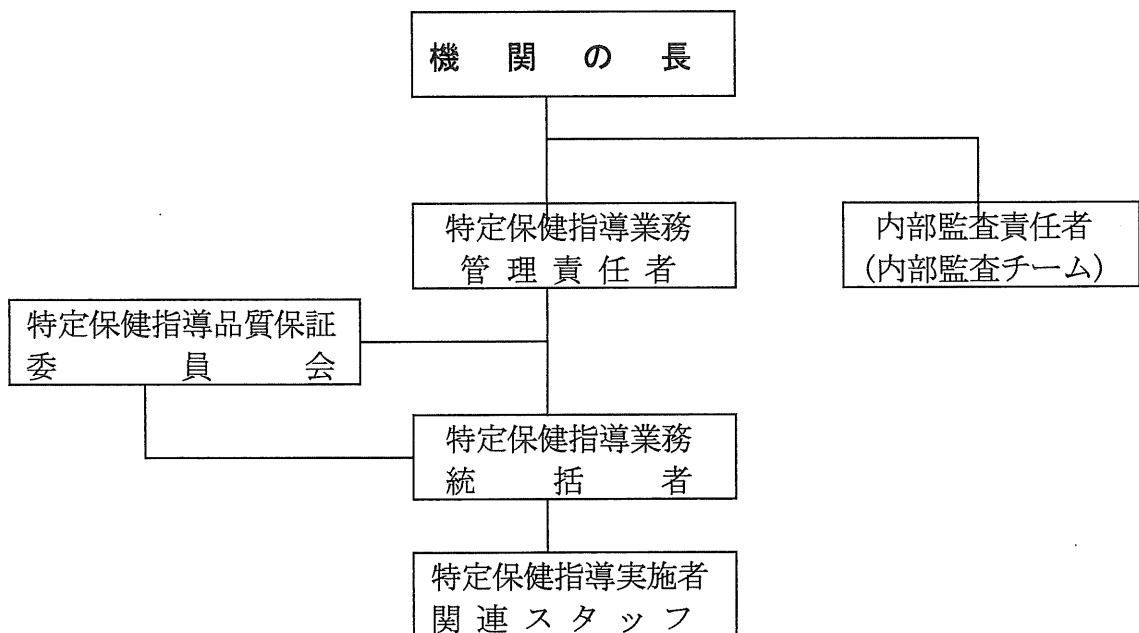 機関の長
特定保健指導業務
管理責任者
内部監査責任者
(内部監査チーム)
特定保健指導品質保証
委員会
特定保健指導業務
統括者
特定保健指導実施者
関連スタッフ